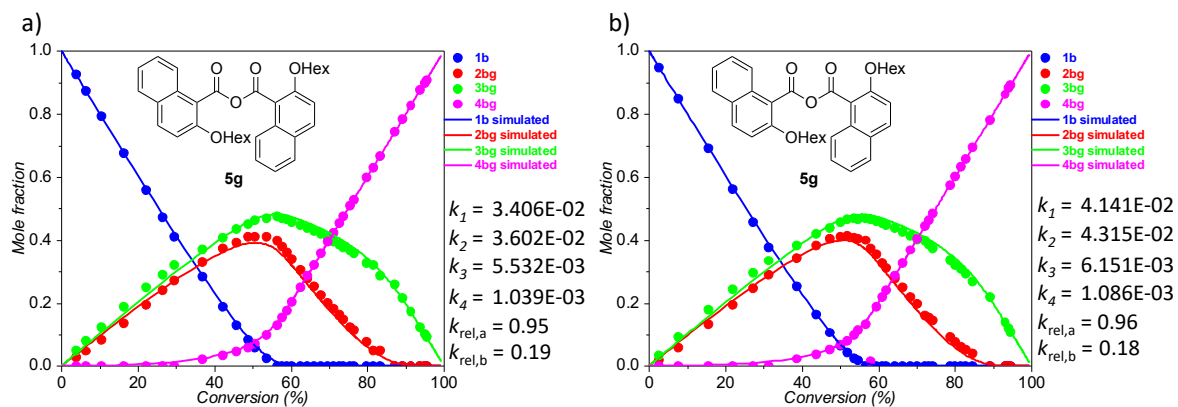 a)
1.0
0.8
0.6
0.4
0.2
0.0
Mole fraction
0
20
40
60
80
100
Conversion (%)
O
O
O
OHex
OHex
5g
1b
2bg
3bg
4bg
1b simulated
2bg simulated
3bg simulated
4bg simulated
k1 = 3.406E-02
k2 = 3.602E-02
k3 = 5.532E-03
k4 = 1.039E-03
krel,a = 0.95
krel,b = 0.19
b)
1.0
0.8
0.6
0.4
0.2
0.0
Mole fraction
0
20
40
60
80
100
Conversion (%)
O
O
O
OHex
OHex
5g
1b
2bg
3bg
4bg
1b simulated
2bg simulated
3bg simulated
4bg simulated
k1 = 4.141E-02
k2 = 4.315E-02
k3 = 6.151E-03
k4 = 1.086E-03
krel,a = 0.96
krel,b = 0.18